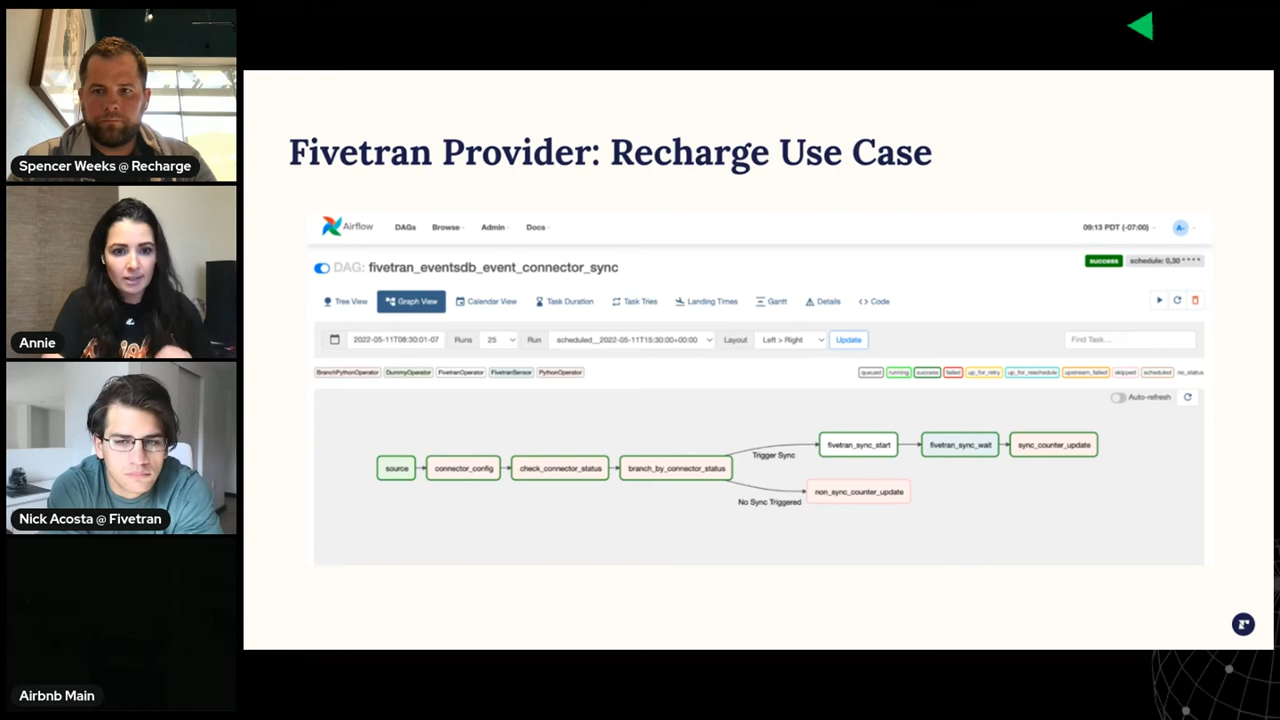 Spencer Weeks @ Recharge
Annie
Nick Acosta @ Fivetran
Airbnb Main
Fivetran Provider: Recharge Use Case
Airflow DAGs Browse Admin Docs 09:13 PDT (-07:00) A-
DAG: fivetran_eventsdb_event_connector_sync success schedule: 0,30 * * * *
Tree View Graph View Calendar View Task Duration Task Tries Landing Times Gantt Details <> Code
2022-05-11T08:30:01-07 Runs 25 Run scheduled__2022-05-11T15:30:00+00:00 Layout Left > Right Update Find Task...
BranchPythonOperator DummyOperator FivetranOperator FivetranSensor PythonOperator queued running success failed up_for_retry up_for_reschedule upstream_failed skipped scheduled no_status
Auto-refresh
fivetran_sync_start fivetran_sync_wait sync_counter_update
Trigger Sync
source connector_config check_connector_status branch_by_connector_status
non_sync_counter_update
No Sync Triggered